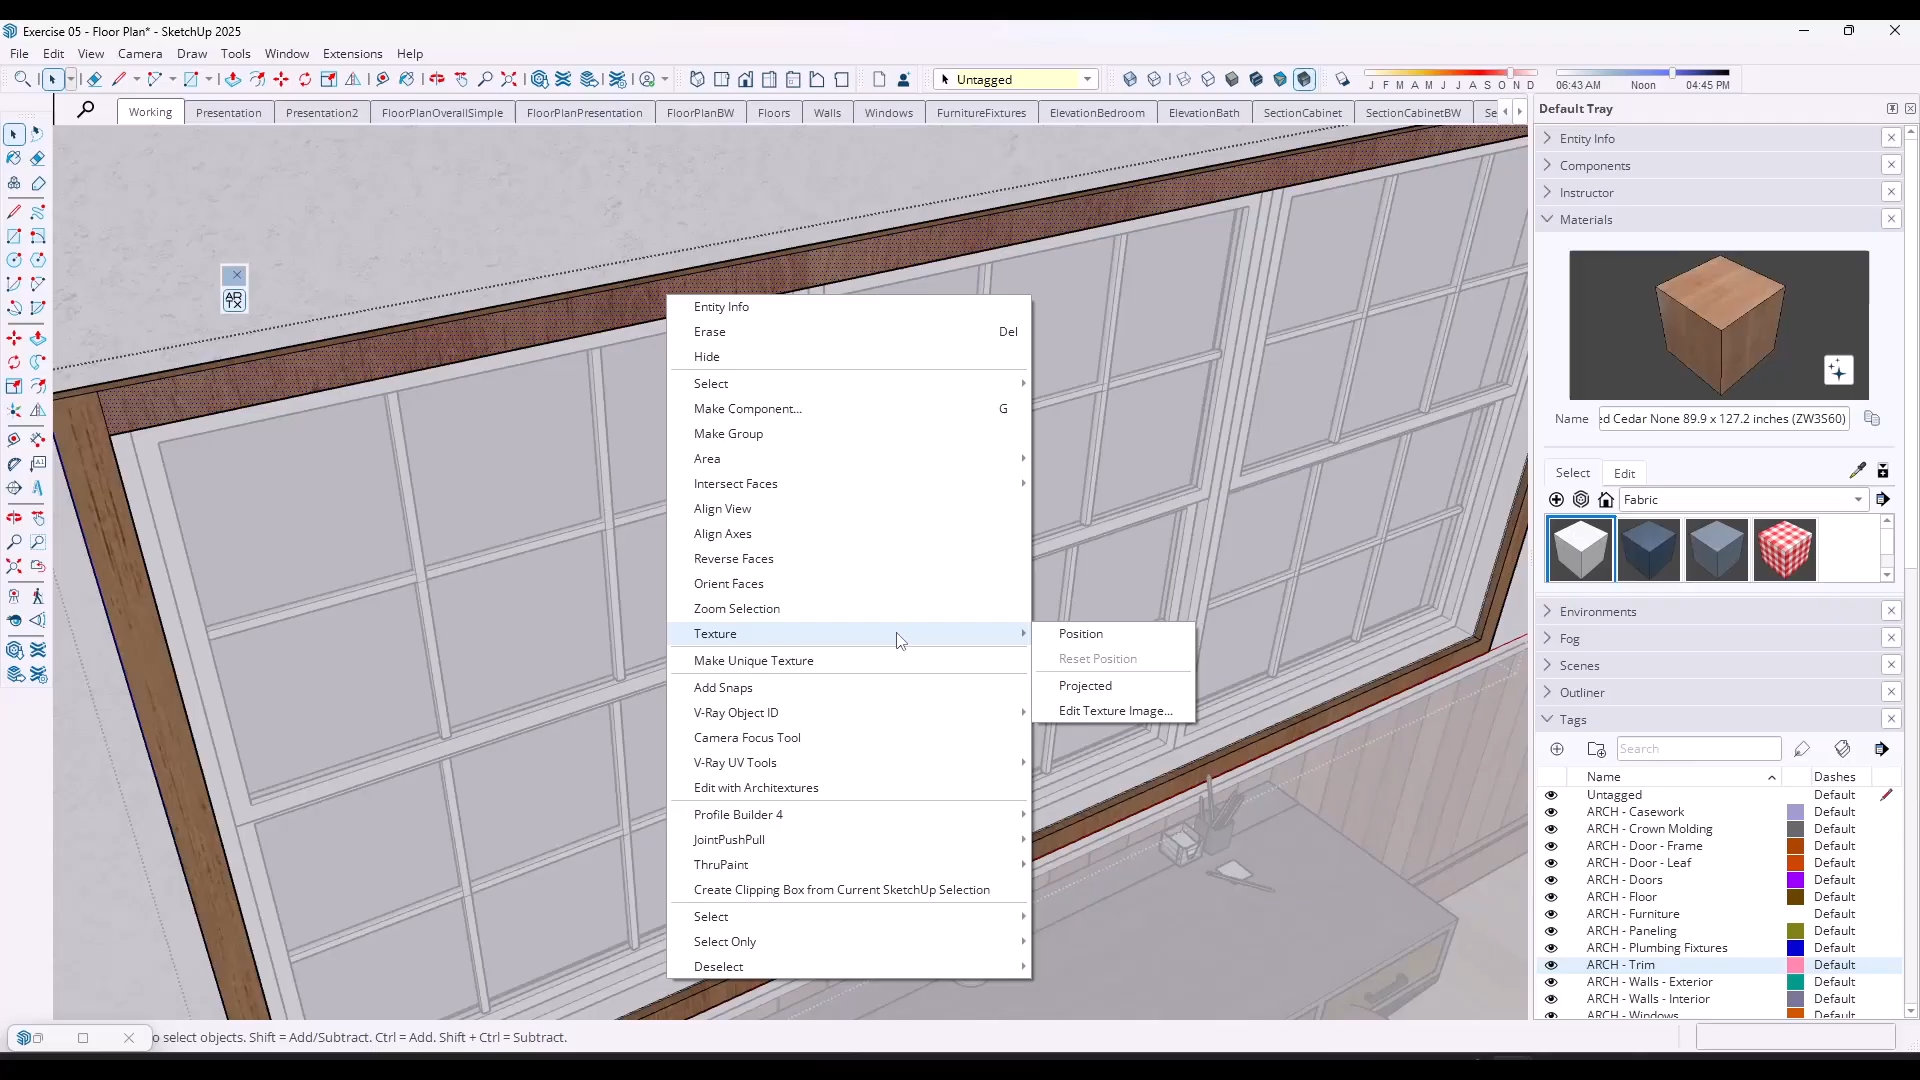 Exercise 05 - Floor Plan* - SketchUp 2025
File Edit View Camera Draw Tools Window Extensions Help
Untagged
J F M A M J J A S O N D
06:43 AM Noon 04:45 PM
Working Presentation Presentation2 FloorPlanOverallSimple FloorPlanPresentation FloorPlanBW Floors Walls Windows FurnitureFixtures ElevationBedroom ElevationBath SectionCabinet SectionCabinetBW Se
AR
TX
Entity Info
Erase Del
Hide
Select
Make Component... G
Make Group
Area
Intersect Faces
Align View
Align Axes
Reverse Faces
Orient Faces
Zoom Selection
Texture
Make Unique Texture
Add Snaps
V-Ray Object ID
Camera Focus Tool
V-Ray UV Tools
Edit with Architextures
Profile Builder 4
JointPushPull
ThruPaint
Create Clipping Box from Current SketchUp Selection
Select
Select Only
Deselect
Position
Reset Position
Projected
Edit Texture Image...
Default Tray
Entity Info
Components
Instructor
Materials
Name ed Cedar None 89.9 x 127.2 inches (ZW3S60)
Select Edit
Fabric
Environments
Fog
Scenes
Outliner
Tags
Search
Name Dashes
Untagged Default
ARCH - Casework Default
ARCH - Crown Molding Default
ARCH - Door - Frame Default
ARCH - Door - Leaf Default
ARCH - Doors Default
ARCH - Floor Default
ARCH - Furniture Default
ARCH - Paneling Default
ARCH - Plumbing Fixtures Default
ARCH - Trim Default
ARCH - Walls - Exterior Default
ARCH - Walls - Interior Default
ARCH - Windows Default
o select objects. Shift = Add/Subtract. Ctrl = Add. Shift + Ctrl = Subtract.